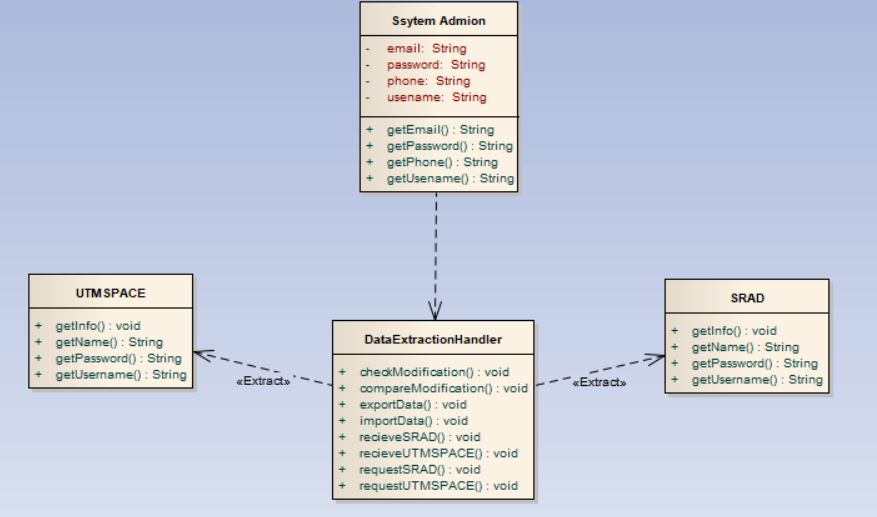 Ssytem Admion
- email: String
- password: String
- phone: String
- usename: String
+ getEmail() : String
+ getPassword() : String
+ getPhone() : String
+ getUsename() : String
UTMSPACE
+ getInfo() : void
+ getName() : String
+ getPassword() : String
+ getUsername() : String
«Extract»
DataExtractionHandler
+ checkModification() : void
+ compareModification() : void
+ exportData() : void
+ importData() : void
+ recieveSRAD() : void
+ recieveUTMSPACE() : void
+ requestSRAD() : void
+ requestUTMSPACE() : void
«Extract»
SRAD
+ getInfo() : void
+ getName() : String
+ getPassword() : String
+ getUsername() : String